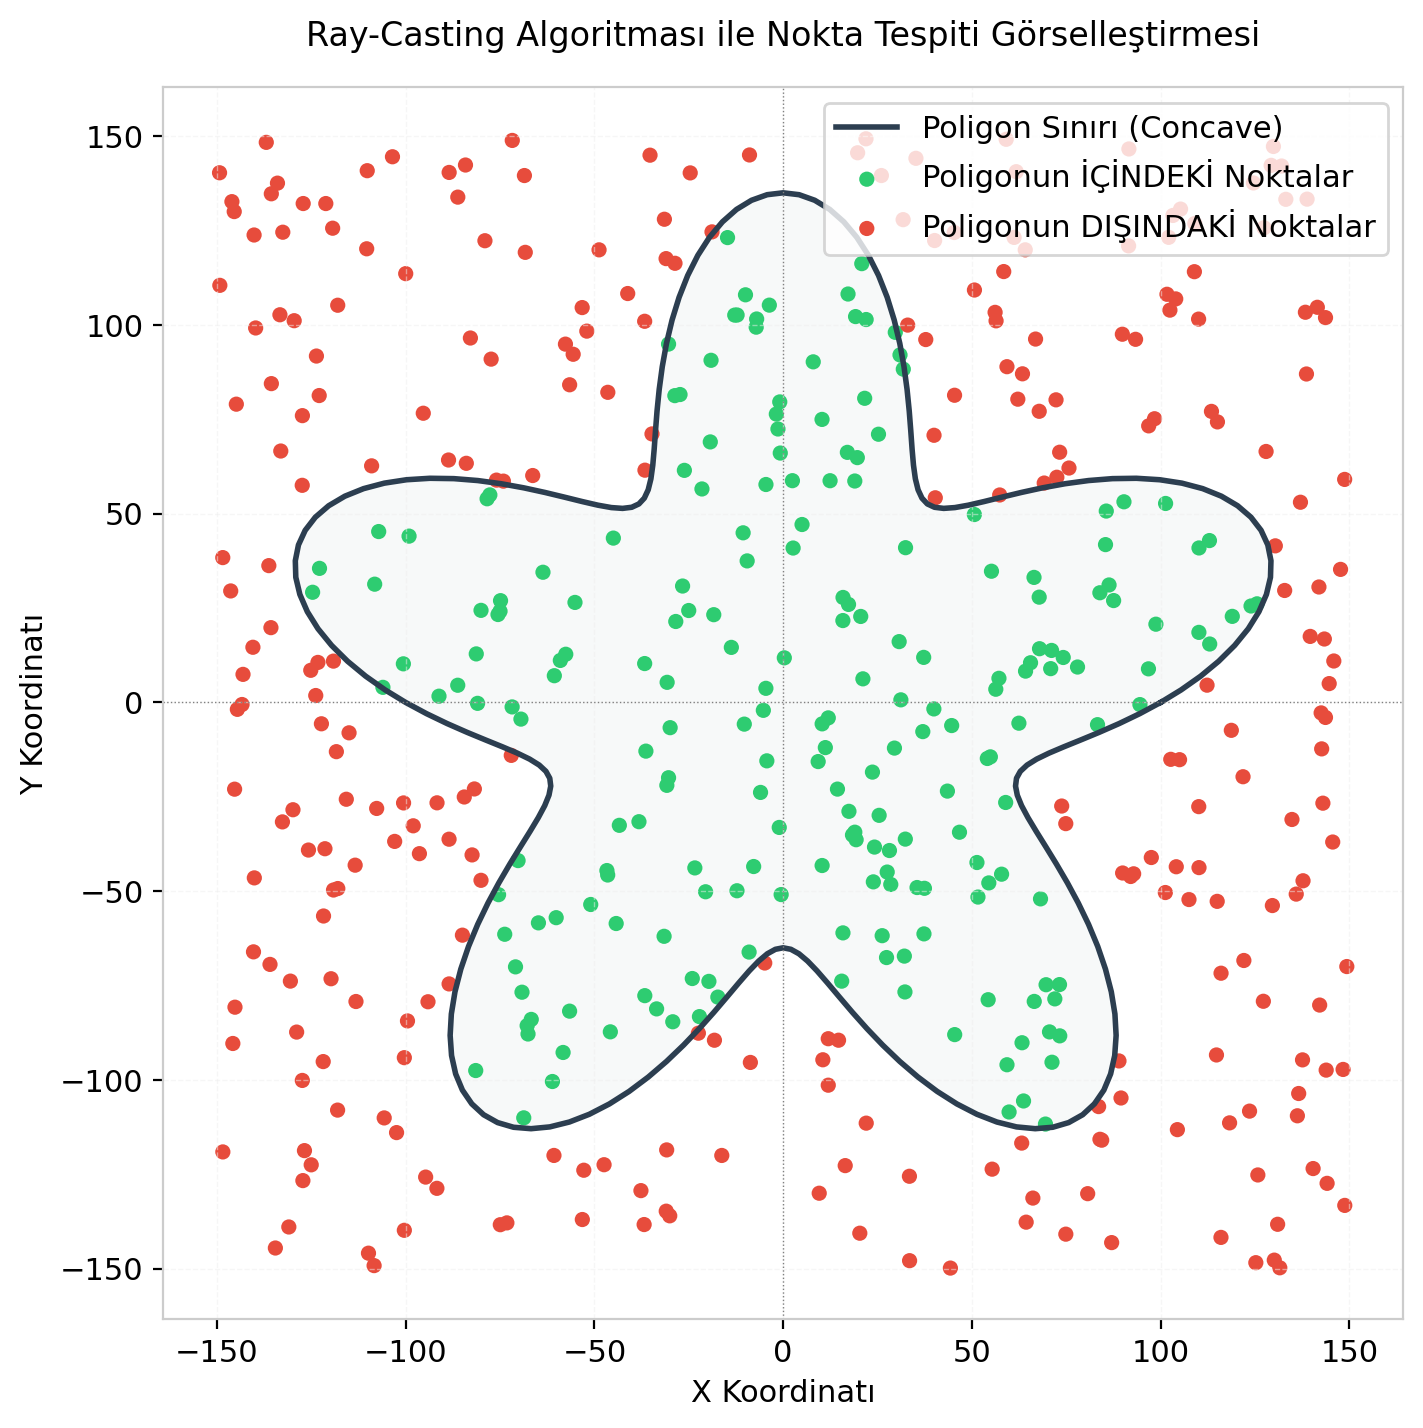 Ray-Casting Algoritması ile Nokta Tespiti Görselleştirmesi
Poligon Sınırı (Concave)
Poligonun İÇİNDEKİ Noktalar
Poligonun DIŞINDAKİ Noktalar
150
100
50
0
−50
−100
−150
Y Koordinatı
−150 −100 −50 0 50 100 150
X Koordinatı